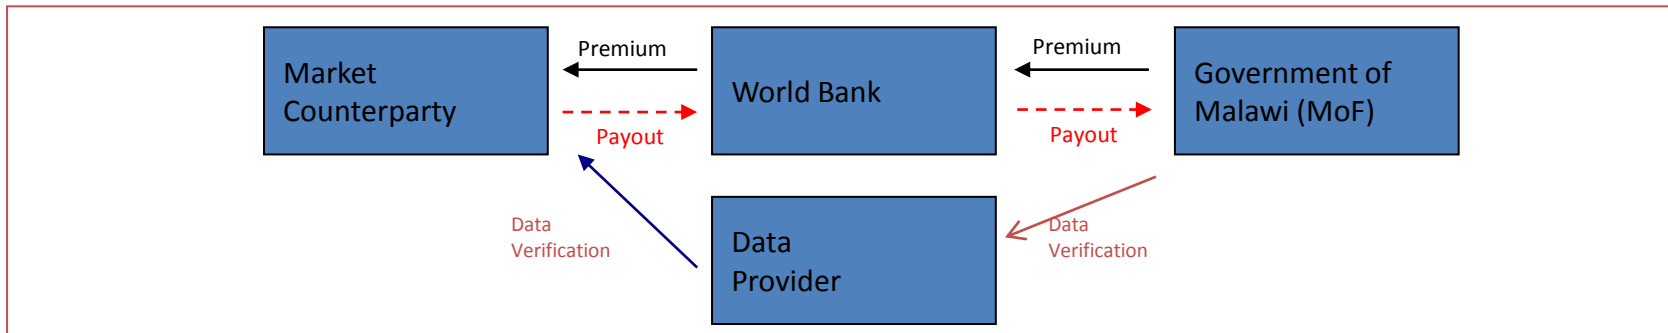 Premium
Premium
Market
Counterparty
World Bank
Government of
Malawi (MoF)
Payout
Payout
Data
Verification
Data
Provider
Data
Verification